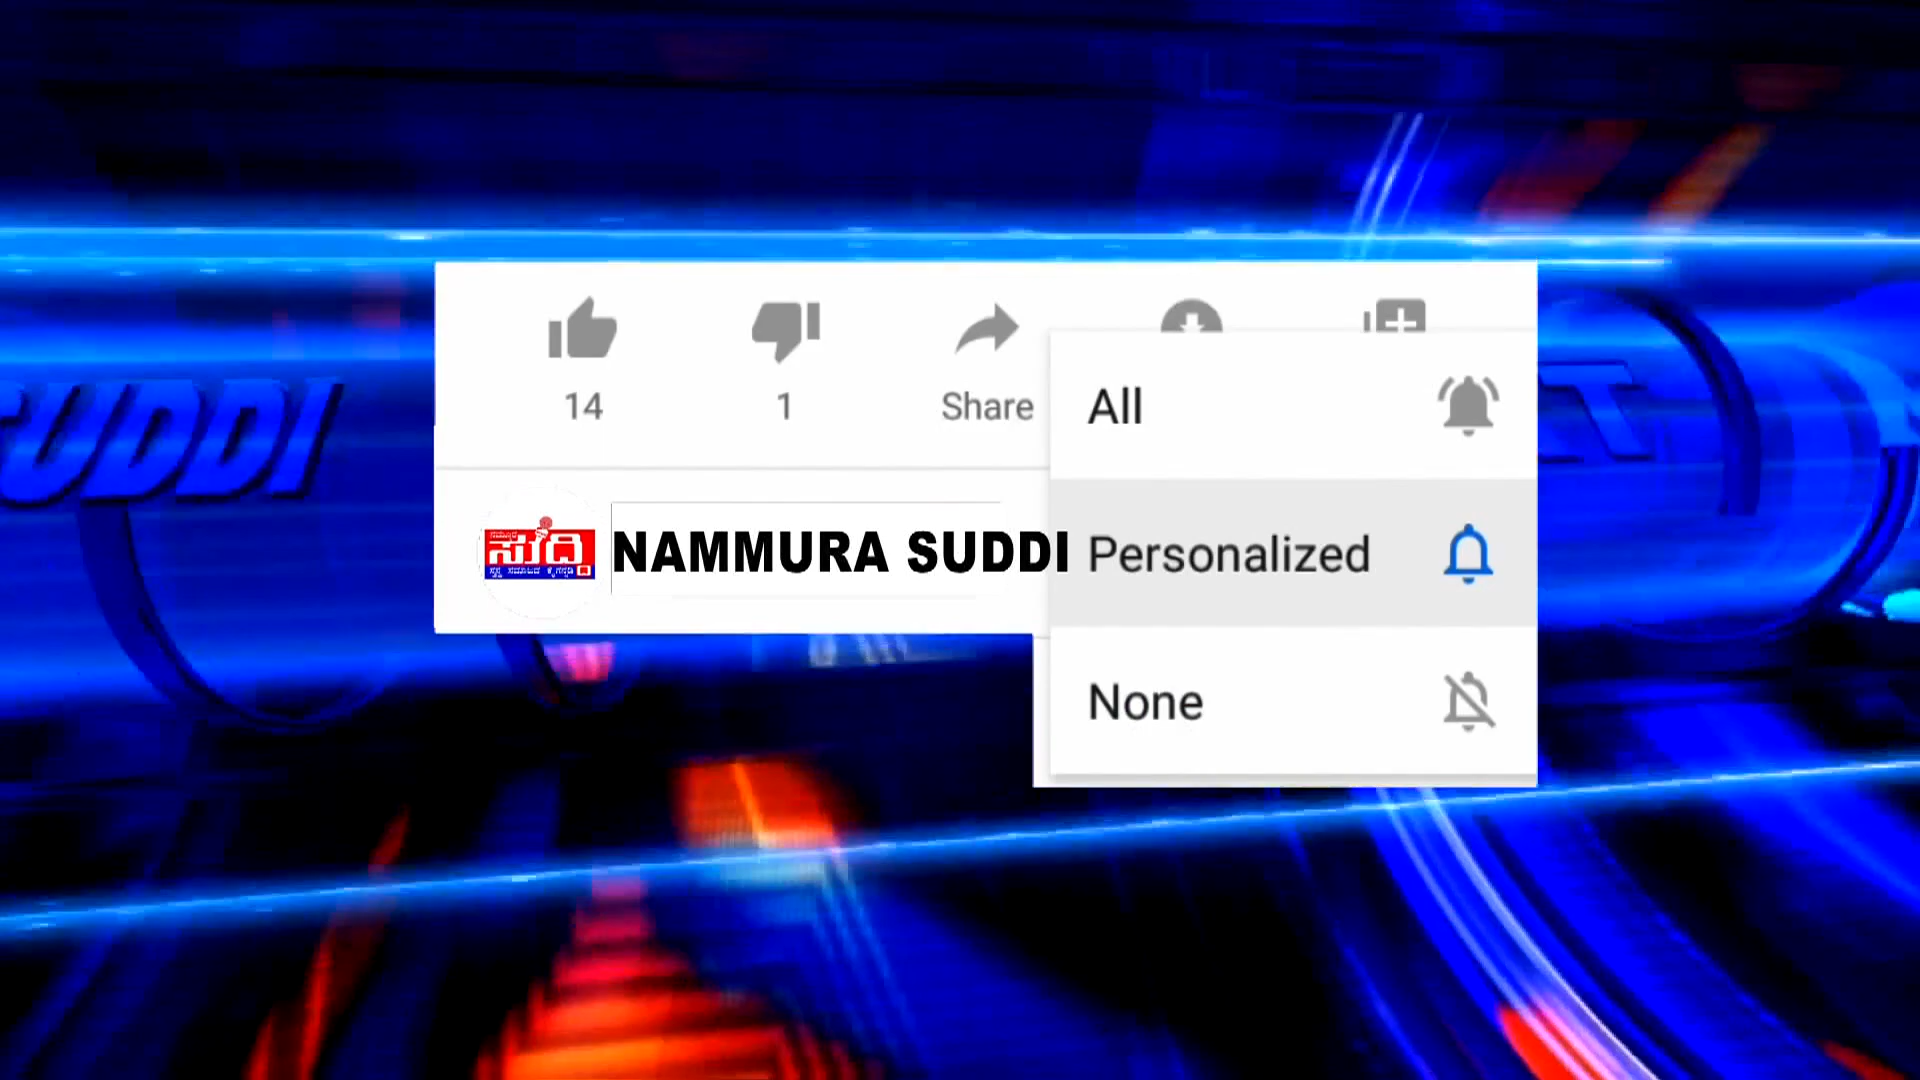 14
1
Share
All
SUDDI
ಸುದ್ದಿ
NAMMURA SUDDI
Personalized
None